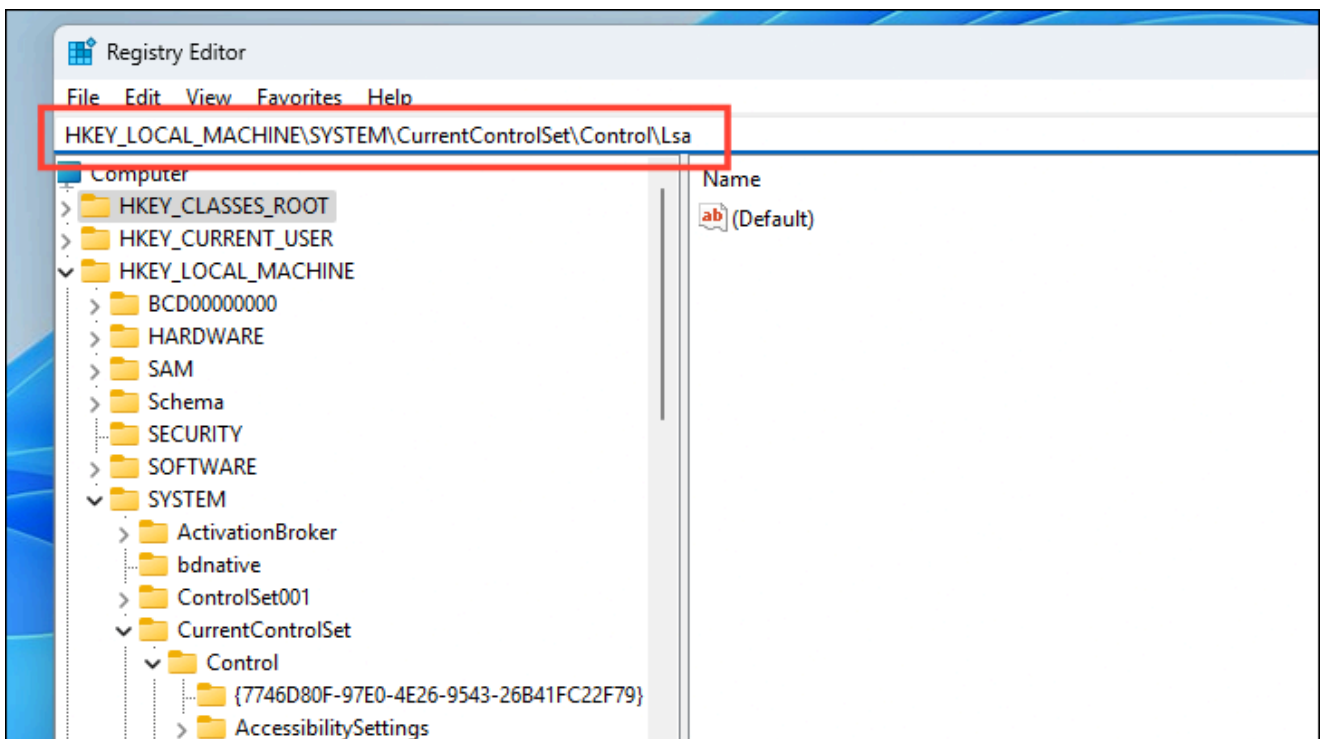 Registry Editor
File Edit View Favorites Help
HKEY_LOCAL_MACHINE\SYSTEM\CurrentControlSet\Control\Lsa
Computer
HKEY_CLASSES_ROOT
HKEY_CURRENT_USER
HKEY_LOCAL_MACHINE
BCD00000000
HARDWARE
SAM
Schema
SECURITY
SOFTWARE
SYSTEM
ActivationBroker
bdnative
ControlSet001
CurrentControlSet
Control
{7746D80F-97E0-4E26-9543-26B41FC22F79}
AccessibilitySettings
Name
ab (Default)